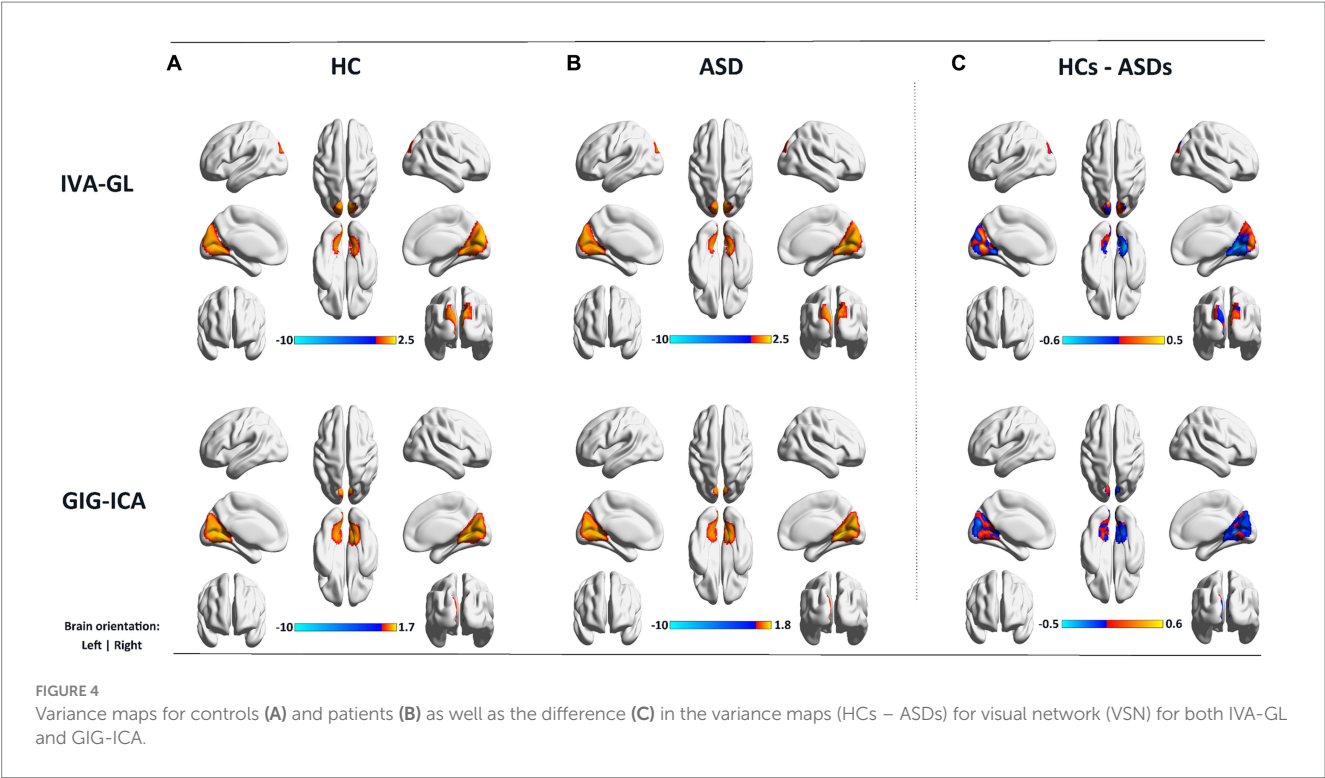 A HC B ASD C HCs - ASDs
IVA-GL
-10 2.5 -10 2.5 -0.6 0.5
GIG-ICA
Brain orientation:
Left | Right
-10 1.7 -10 1.8 -0.5 0.6
FIGURE 4
Variance maps for controls (A) and patients (B) as well as the difference (C) in the variance maps (HCs – ASDs) for visual network (VSN) for both IVA-GL
and GIG-ICA.